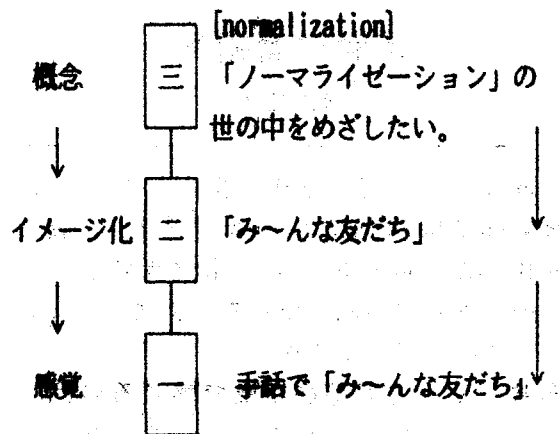 [normalization]
概念 三 「ノーマライゼーション」の
世の中をめざしたい。
イメージ化 二 「み〜んな友だち」
感覚 一 手話で「み〜んな友だち」